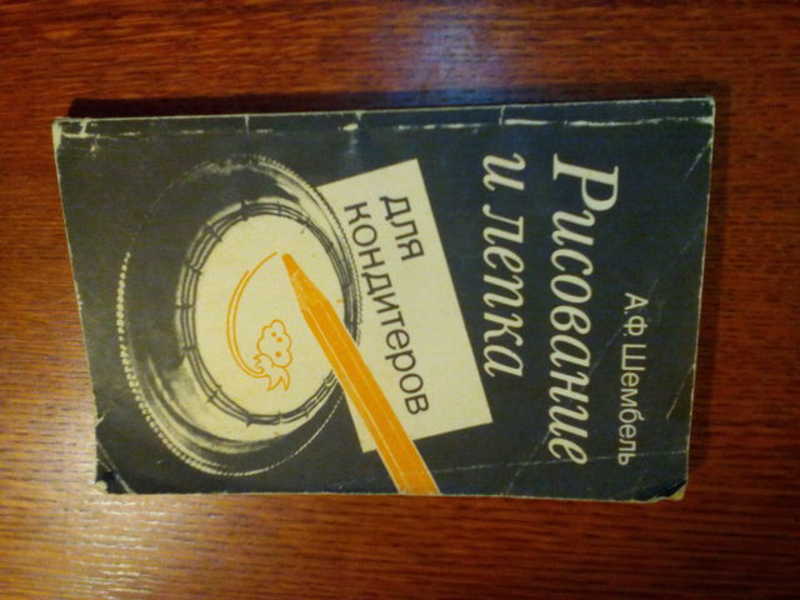 А.Ф. Шембель
Рисование
и лепка
для
кондитеров